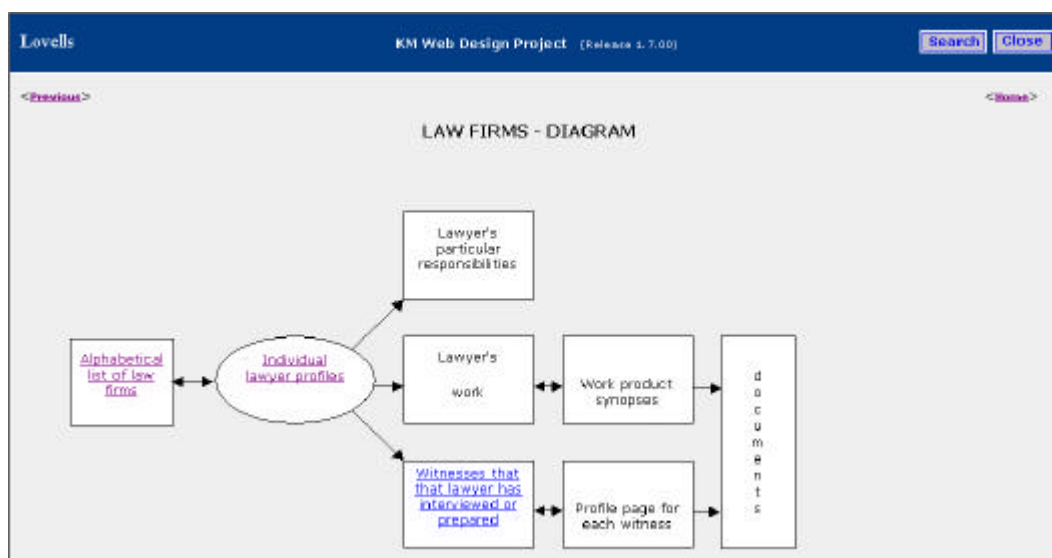 Lovells
KM Web Design Project (Release 1.7.00)
Search
Close
<Previous>
<Home>
LAW FIRMS - DIAGRAM
Lawyer's
particular
responsibilities
Alphabetical
list of law
firms
Individual
lawyer profiles
Lawyer's
work
Work product
synopses
documents
Witnesses that
that lawyer has
interviewed or
prepared
Profile page for
each witness